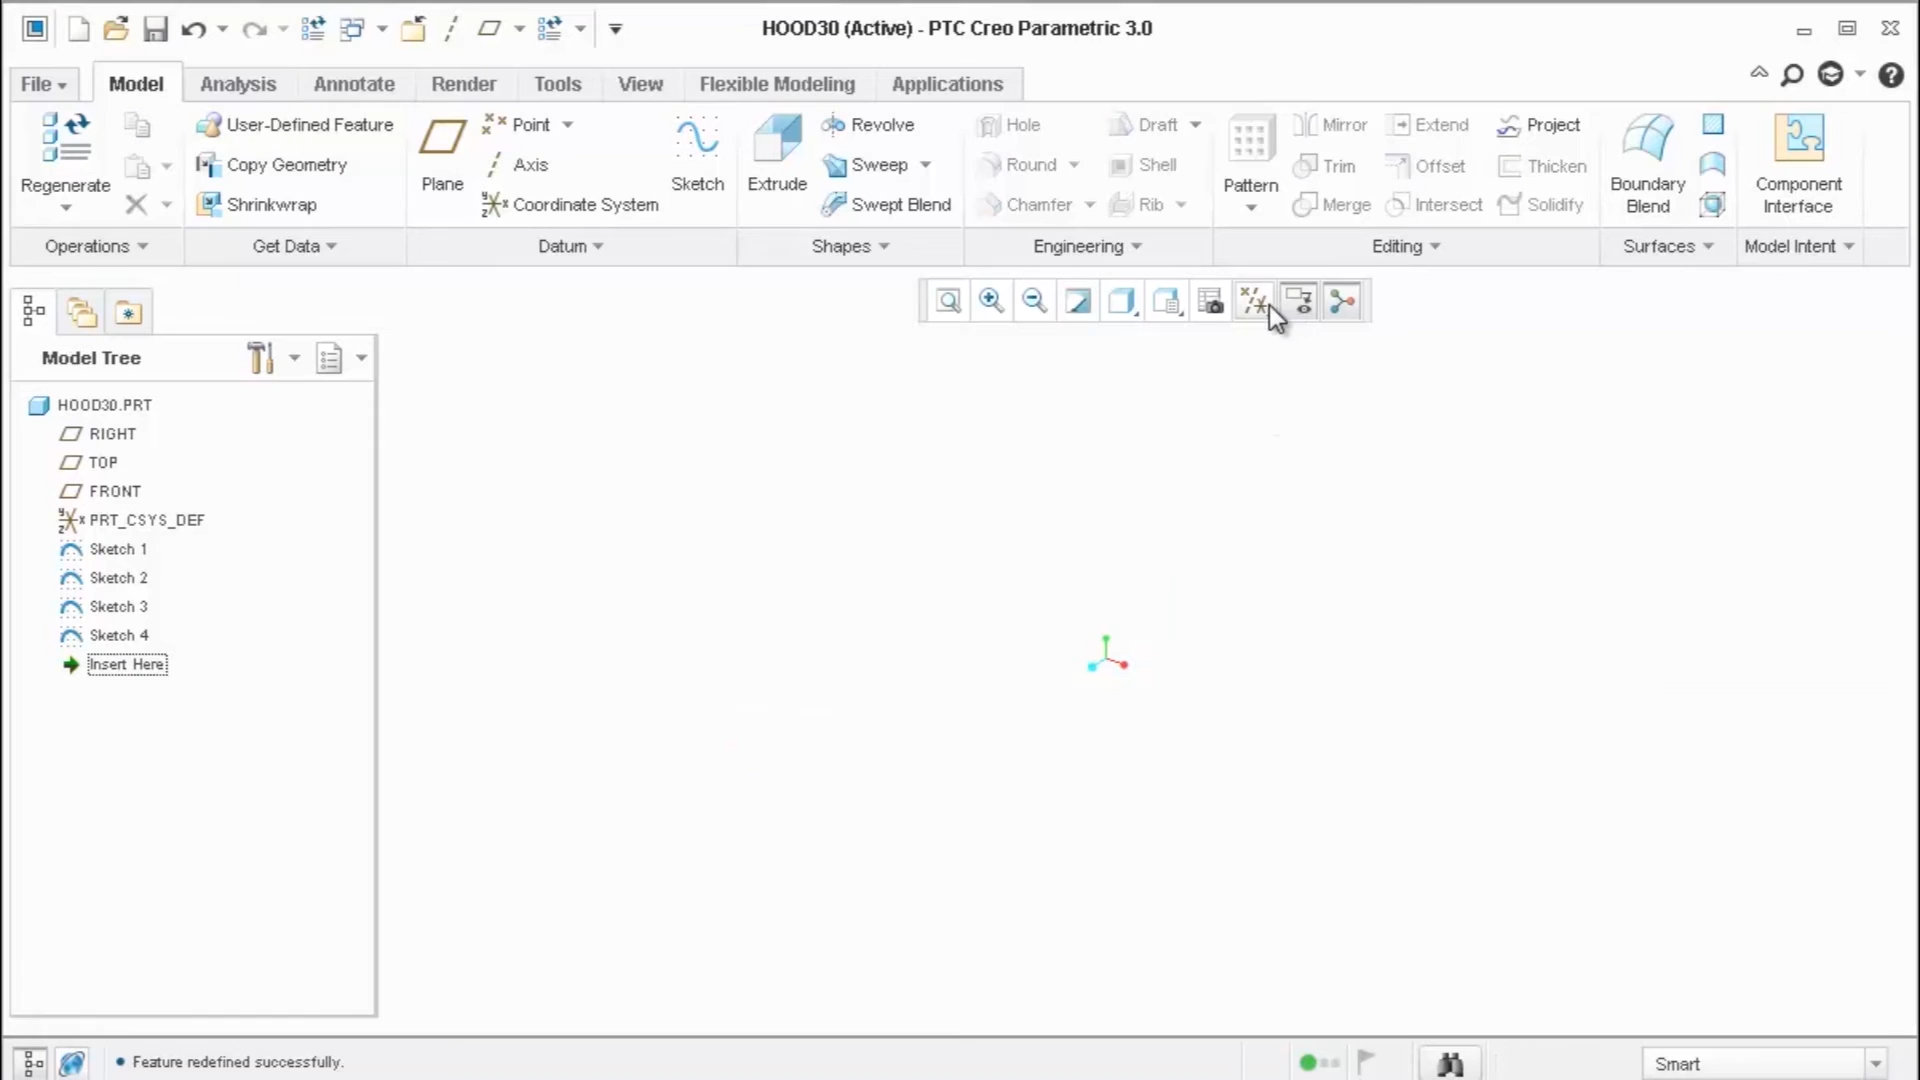 HOOD30 (Active) - PTC Creo Parametric 3.0
File Model Analysis Annotate Render Tools View Flexible Modeling Applications
Regenerate
User-Defined Feature
Copy Geometry
Shrinkwrap
Plane
Point
Axis
Coordinate System
Sketch
Extrude
Revolve
Sweep
Swept Blend
Hole
Round
Chamfer
Draft
Shell
Rib
Pattern
Mirror
Trim
Merge
Extend
Offset
Intersect
Project
Thicken
Solidify
Boundary
Blend
Component
Interface
Operations Get Data Datum Shapes Engineering Editing Surfaces Model Intent
Model Tree
HOOD30.PRT
RIGHT
TOP
FRONT
PRT_CSYS_DEF
Sketch 1
Sketch 2
Sketch 3
Sketch 4
Insert Here
Feature redefined successfully.
Smart